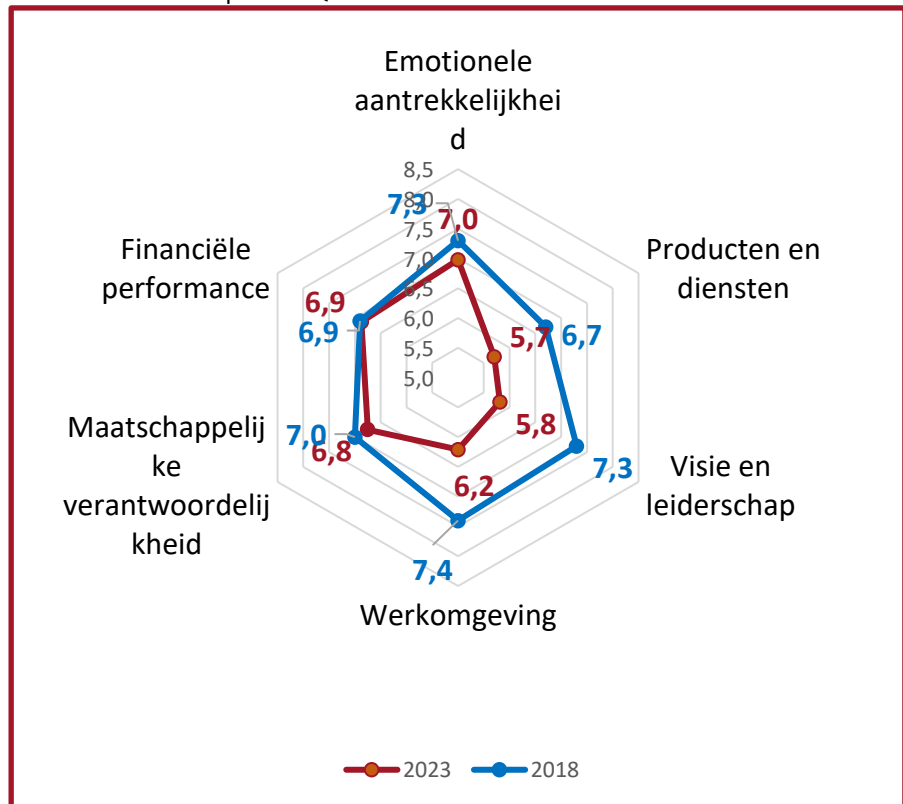 Emotionele
aantrekkelijkhei
d
8,5
8,0
7,5
7,0
6,5
6,0
5,5
5,0
7,3
7,0
Producten en
diensten
5,7
6,7
Visie en
leiderschap
5,8
7,3
Werkomgeving
6,2
7,4
Maatschappelij
ke
verantwoordelij
kheid
7,0
6,8
Financiële
performance
6,9
6,9
2023
2018